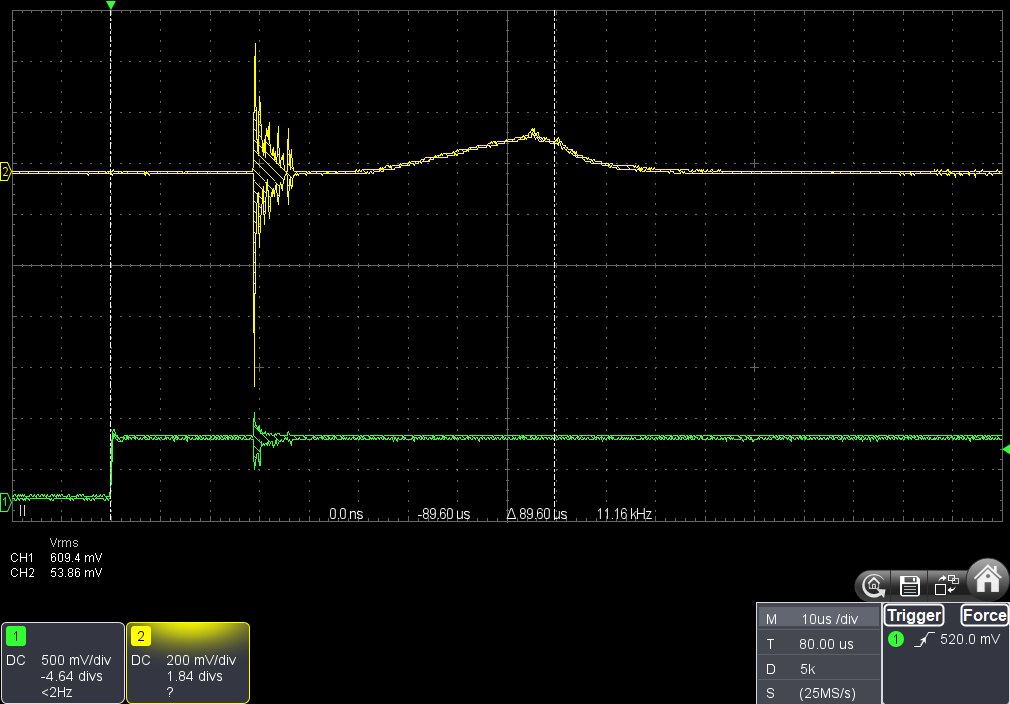 2
1
II
0.0 ns -89.60 us Δ 89.60 us 11.16 kHz
Vrms
CH1 609.4 mV
CH2 53.86 mV
1
DC 500 mV/div
-4.64 divs
<2Hz
2
DC 200 mV/div
1.84 divs
?
M 10us /div
T 80.00 us
D 5k
S (25MS/s)
Trigger Force
1 520.0 mV